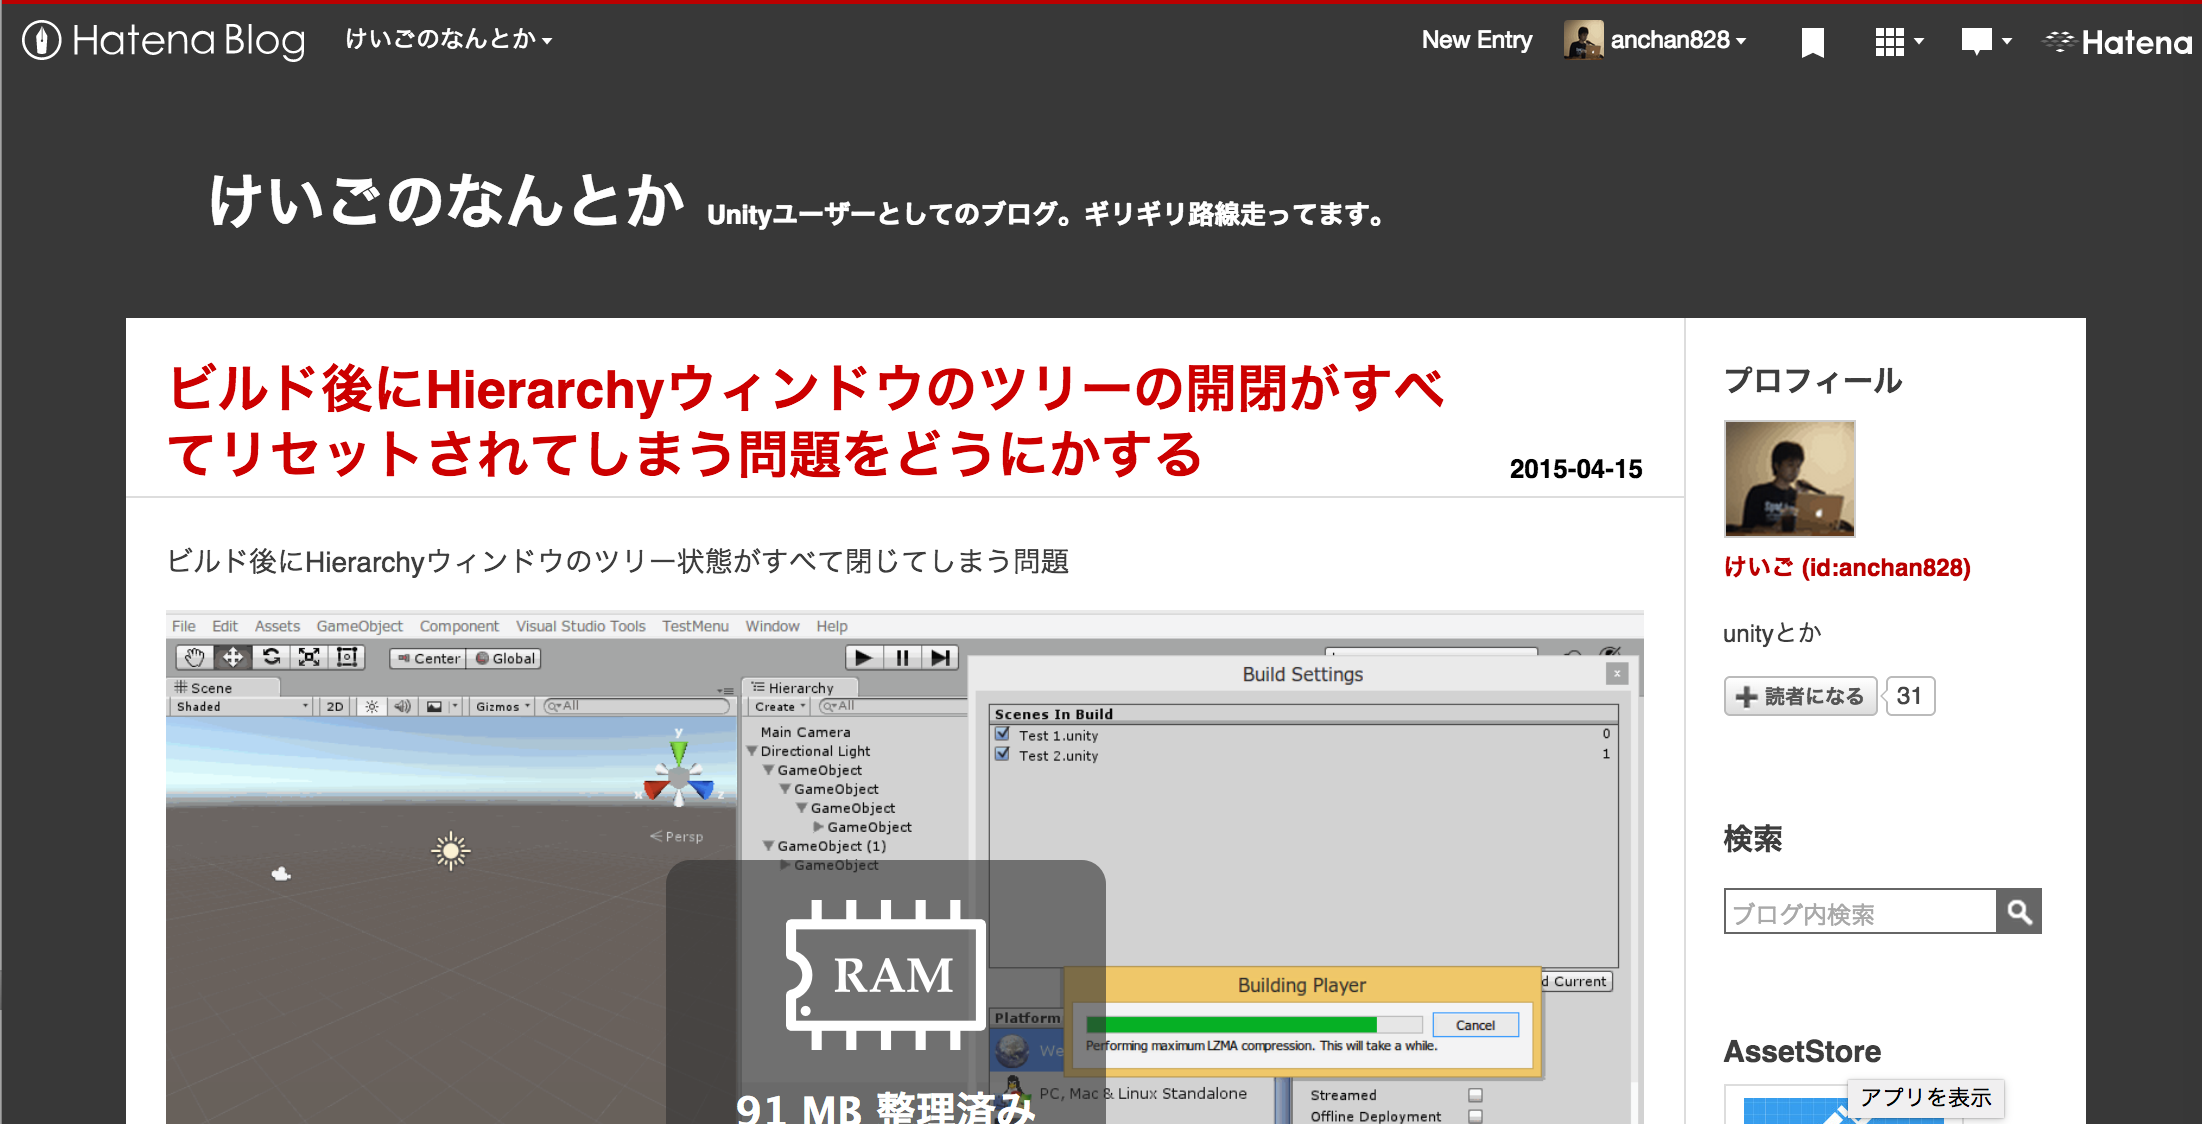 Hatena Blog
けいごのなんとか
New Entry
anchan828
Hatena
けいごのなんとか
Unityユーザーとしてのブログ。ギリギリ路線走ってます。
ビルド後にHierarchyウィンドウのツリーの開閉がすべ
てリセットされてしまう問題をどうにかする
2015-04-15
ビルド後にHierarchyウィンドウのツリー状態がすべて閉じてしまう問題
File Edit Assets GameObject Component Visual Studio Tools TestMenu Window Help
Center Global
Scene
Shaded 2D Gizmos All
y
x
z
Persp
Hierarchy
Create All
Main Camera
Directional Light
GameObject
GameObject
GameObject
GameObject
GameObject (1)
GameObject
Build Settings
Scenes In Build
Test 1.unity 0
Test 2.unity 1
d Current
Platform
We
Building Player
Cancel
Performing maximum LZMA compression. This will take a while.
PC, Mac & Linux Standalone
Streamed
Offline Deployment
RAM
91 MB 整理済み
プロフィール
けいご (id:anchan828)
unityとか
読者になる 31
検索
ブログ内検索
AssetStore
アプリを表示